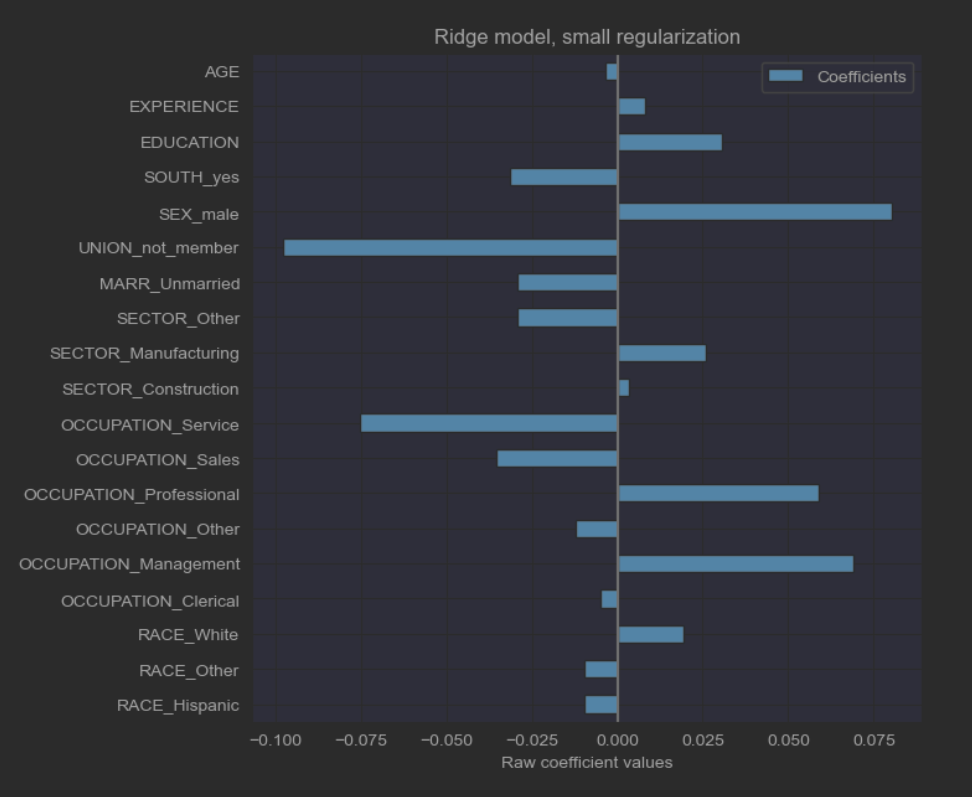 Ridge model, small regularization
Coefficients
AGE
EXPERIENCE
EDUCATION
SOUTH_yes
SEX_male
UNION_not_member
MARR_Unmarried
SECTOR_Other
SECTOR_Manufacturing
SECTOR_Construction
OCCUPATION_Service
OCCUPATION_Sales
OCCUPATION_Professional
OCCUPATION_Other
OCCUPATION_Management
OCCUPATION_Clerical
RACE_White
RACE_Other
RACE_Hispanic
−0.100 −0.075 −0.050 −0.025 0.000 0.025 0.050 0.075
Raw coefficient values